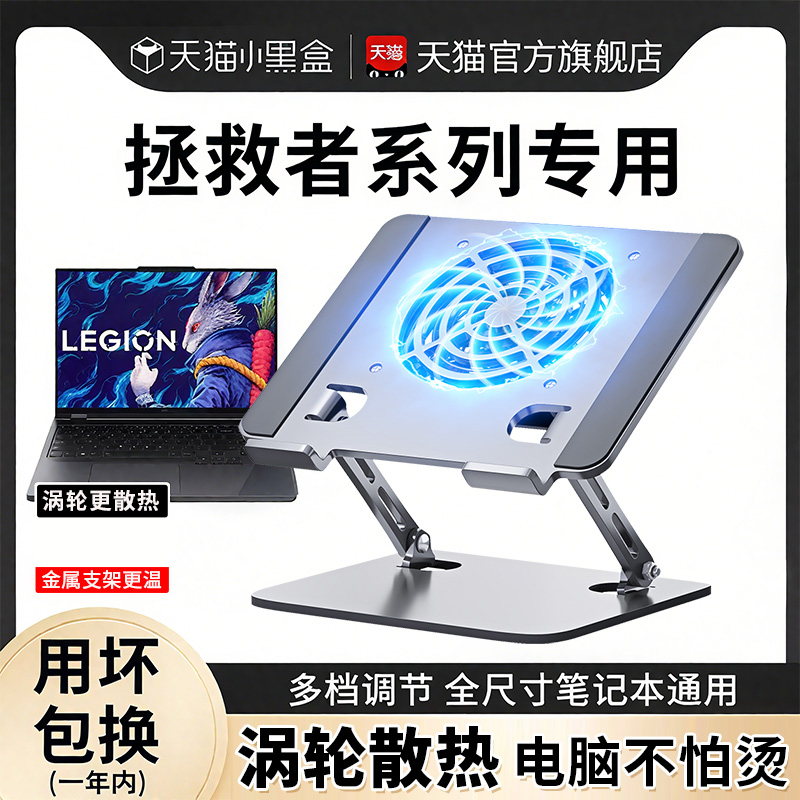 天猫小黑盒 天猫 天猫官方旗舰店
拯救者系列专用
LEGION
涡轮更散热
金属支架更温
多档调节 全尺寸笔记本通用
用坏
包换
(一年内)
涡轮散热 电脑不怕烫